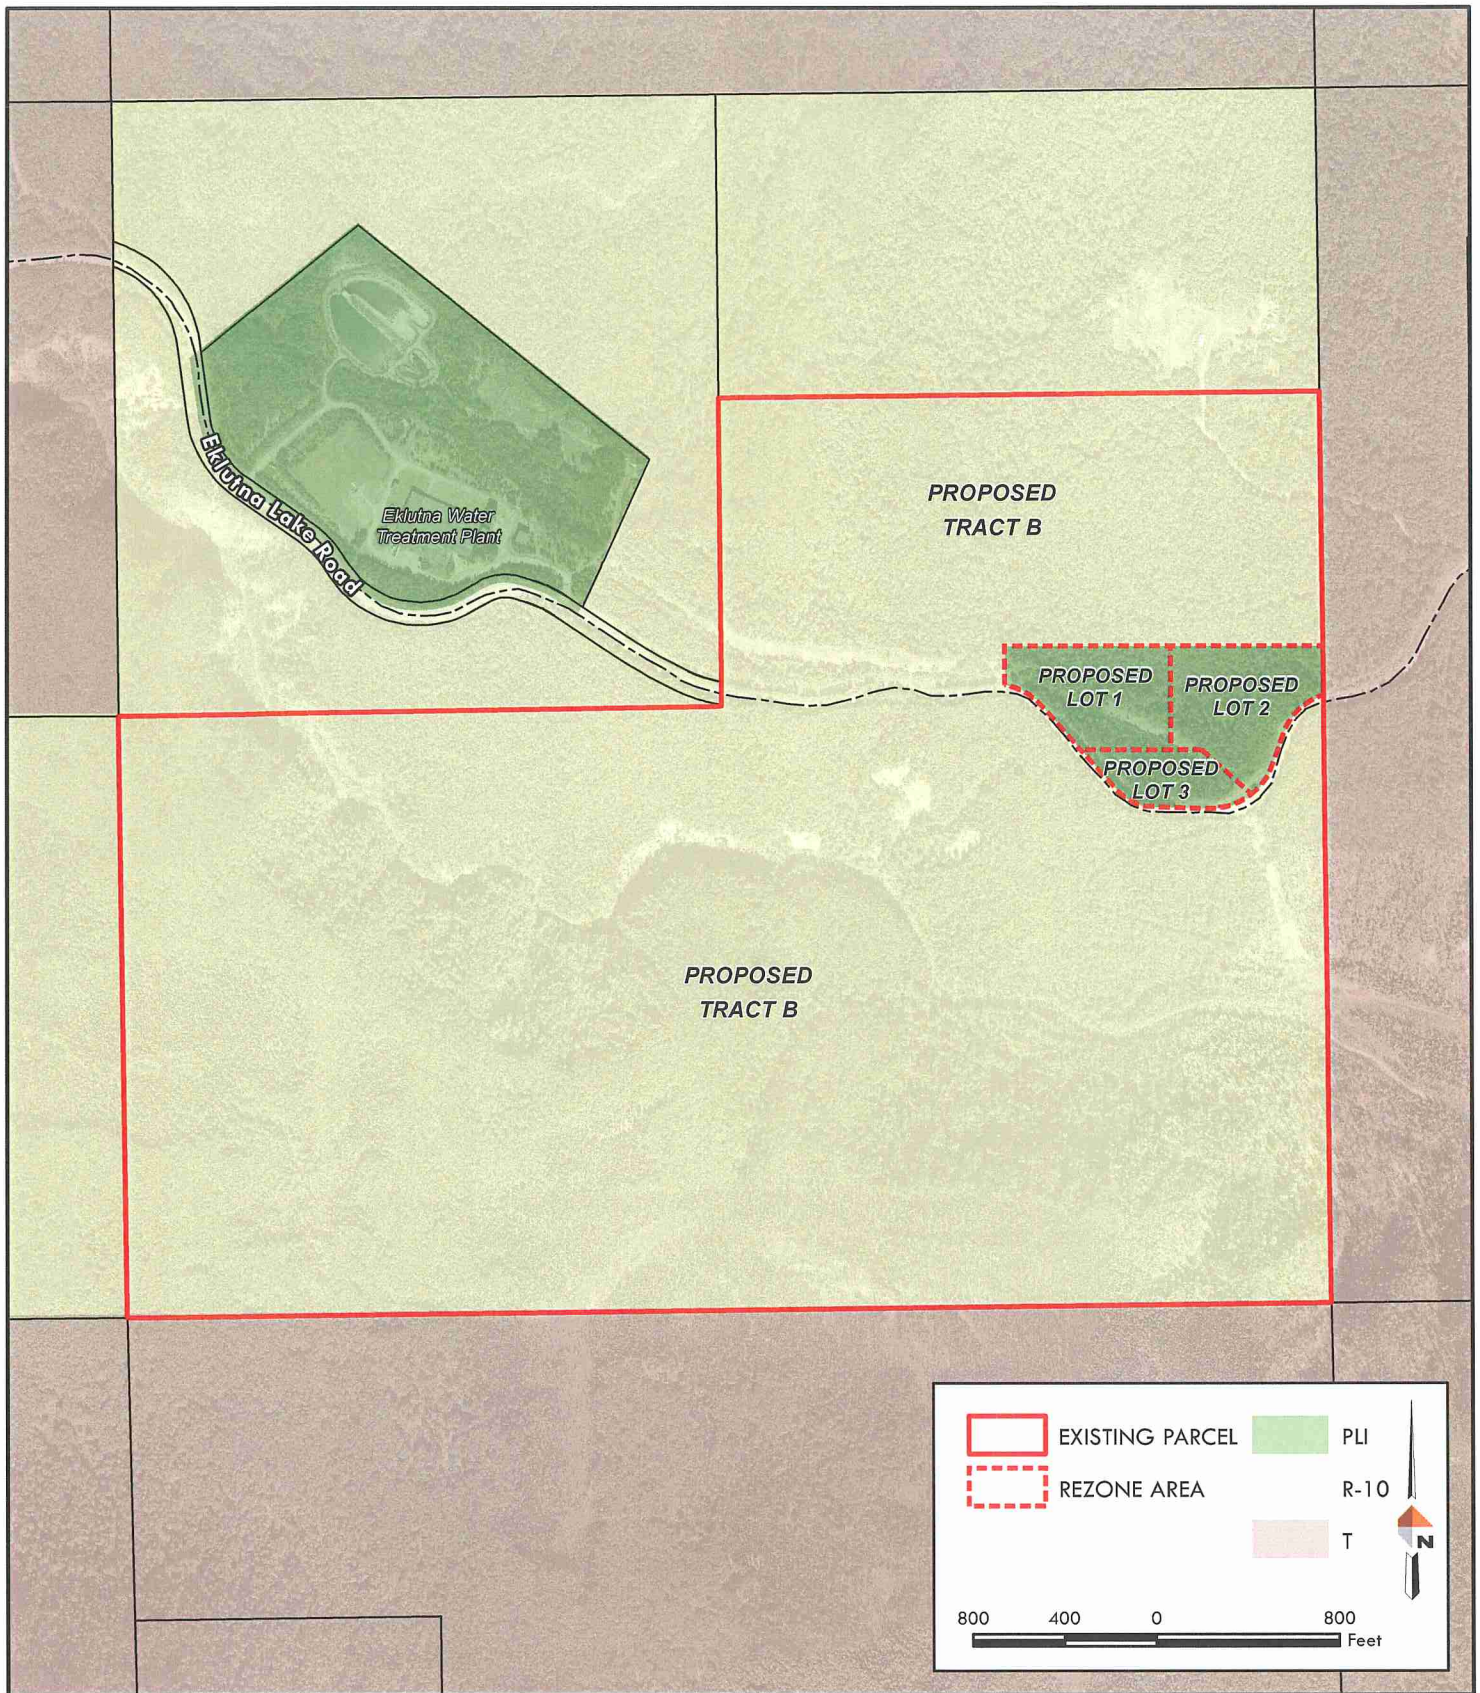 Eklutna Lake Road
Eklutna Water
Treatment Plant
PROPOSED
TRACT B
PROPOSED
LOT 1
PROPOSED
LOT 2
PROPOSED
LOT 3
PROPOSED
TRACT B
EXISTING PARCEL
REZONE AREA
PLI
R-10
T
N
800 400 0 800
Feet